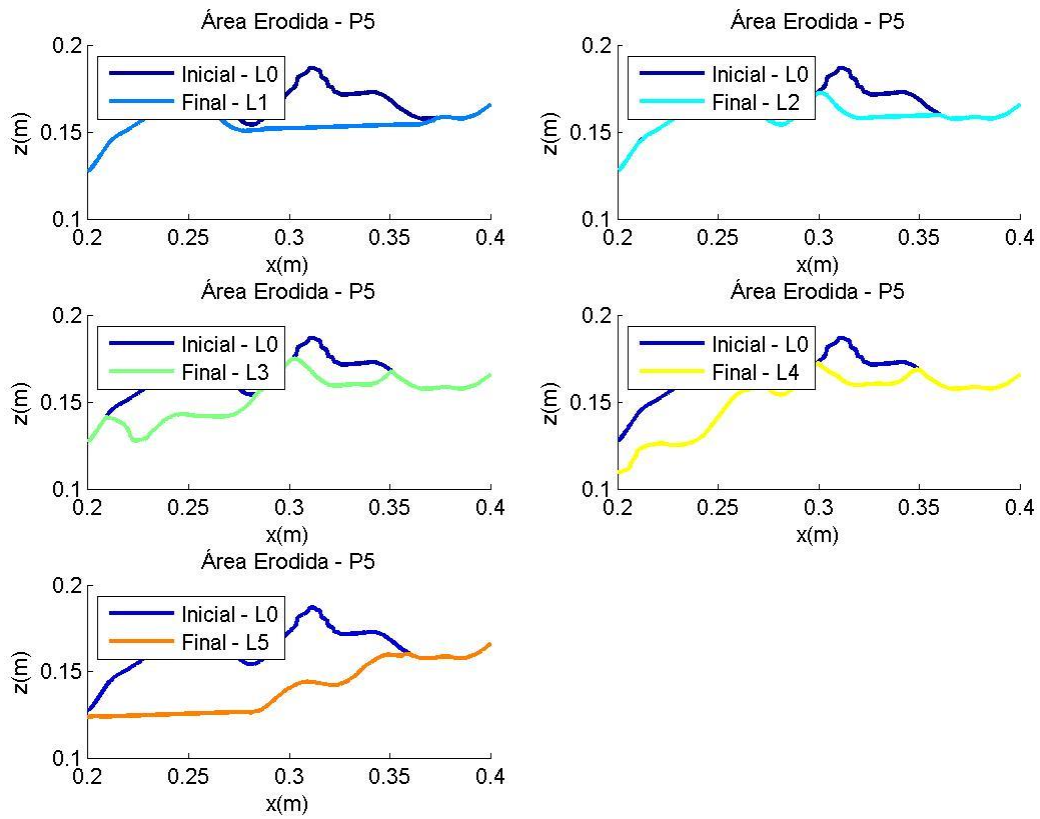 Área Erodida - P5
0.2
0.15
0.1
z(m)
Inicial - L0
Final - L1
0.2 0.25 0.3 0.35 0.4
x(m)
Área Erodida - P5
0.2
0.15
0.1
z(m)
Inicial - L0
Final - L2
0.2 0.25 0.3 0.35 0.4
x(m)
Área Erodida - P5
0.2
0.15
0.1
z(m)
Inicial - L0
Final - L3
0.2 0.25 0.3 0.35 0.4
x(m)
Área Erodida - P5
0.2
0.15
0.1
z(m)
Inicial - L0
Final - L4
0.2 0.25 0.3 0.35 0.4
x(m)
Área Erodida - P5
0.2
0.15
0.1
z(m)
Inicial - L0
Final - L5
0.2 0.25 0.3 0.35 0.4
x(m)